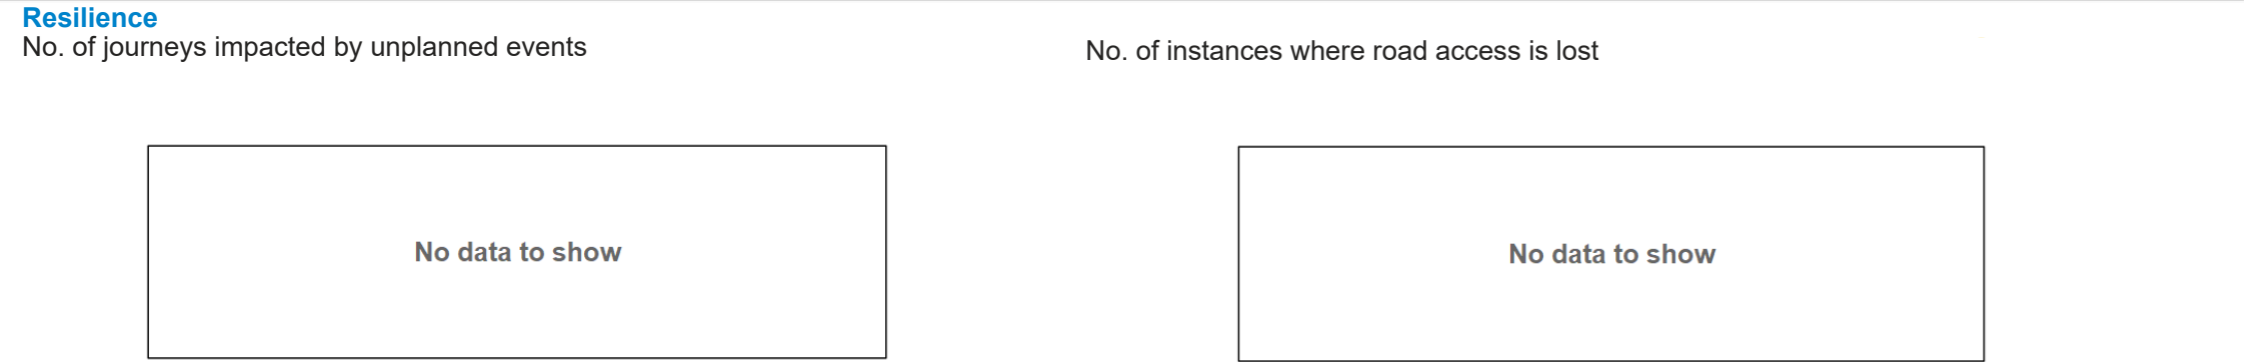 Resilience
No. of journeys impacted by unplanned events
No. of instances where road access is lost
No data to show
No data to show